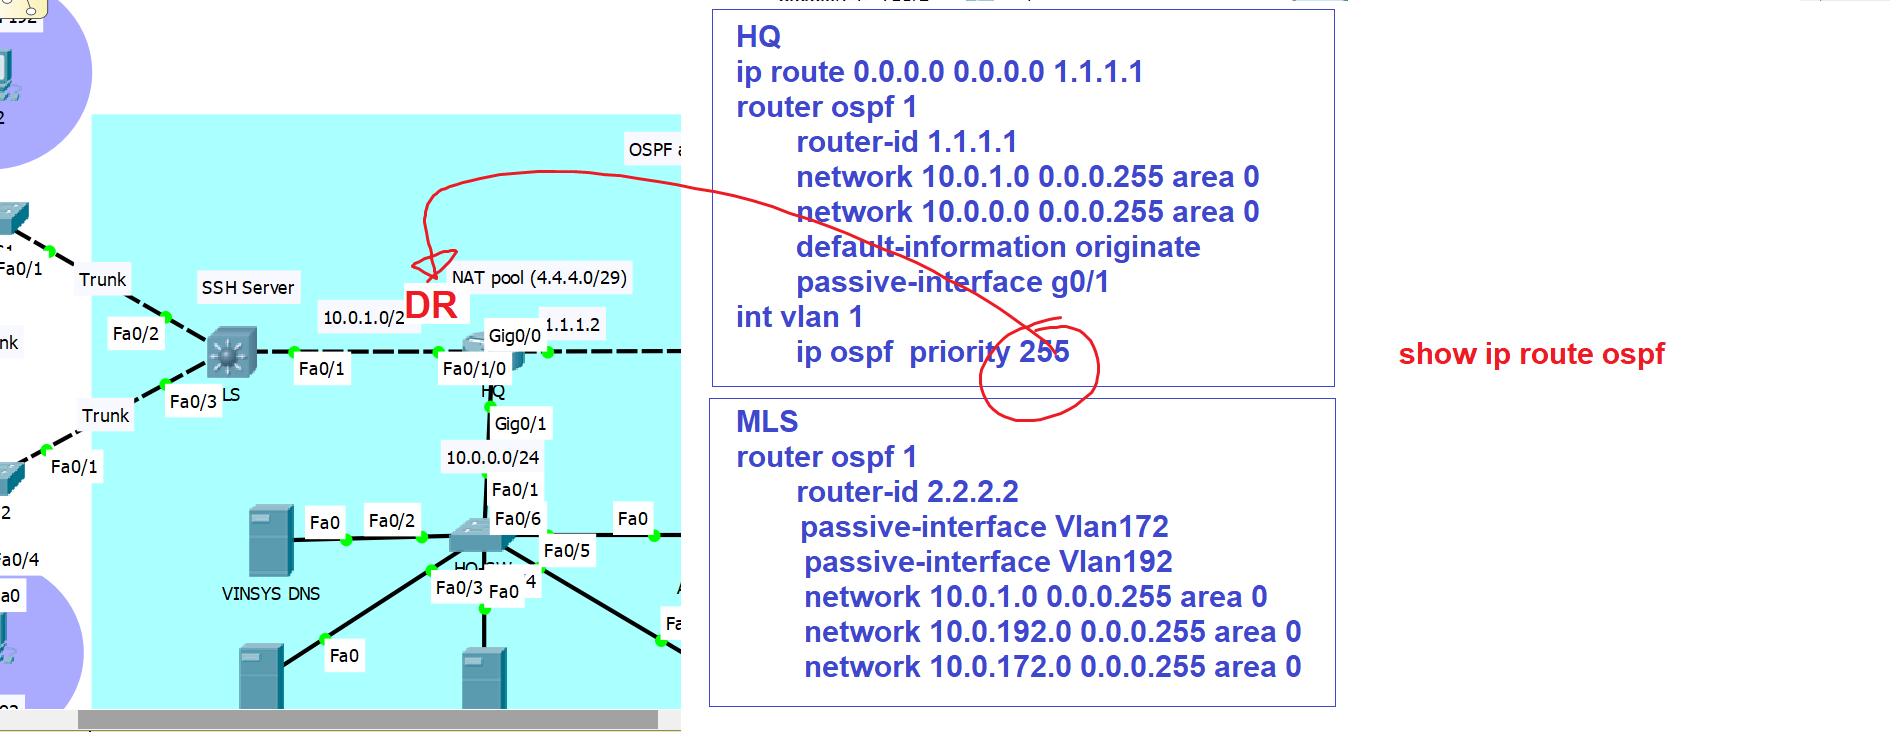 OSPF
Fa0/1
Trunk
SSH Server
NAT pool (4.4.4.0/29)
DR
10.0.1.0/2
1.1.1.2
Gig0/0
Fa0/2
nk
Fa0/1
Fa0/1/0
LS
HQ
Fa0/3
Trunk
Gig0/1
10.0.0.0/24
Fa0/1
Fa0/1
2
Fa0
Fa0/2
Fa0/6
Fa0
Fa0/5
a0/4
Fa0/3
Fa0
VINSYS DNS
a0
Fa0
HQ
ip route 0.0.0.0 0.0.0.0 1.1.1.1
router ospf 1
router-id 1.1.1.1
network 10.0.1.0 0.0.0.255 area 0
network 10.0.0.0 0.0.0.255 area 0
default-information originate
passive-interface g0/1
int vlan 1
ip ospf  priority 255
MLS
router ospf 1
router-id 2.2.2.2
passive-interface Vlan172
passive-interface Vlan192
network 10.0.1.0 0.0.0.255 area 0
network 10.0.192.0 0.0.0.255 area 0
network 10.0.172.0 0.0.0.255 area 0
show ip route ospf